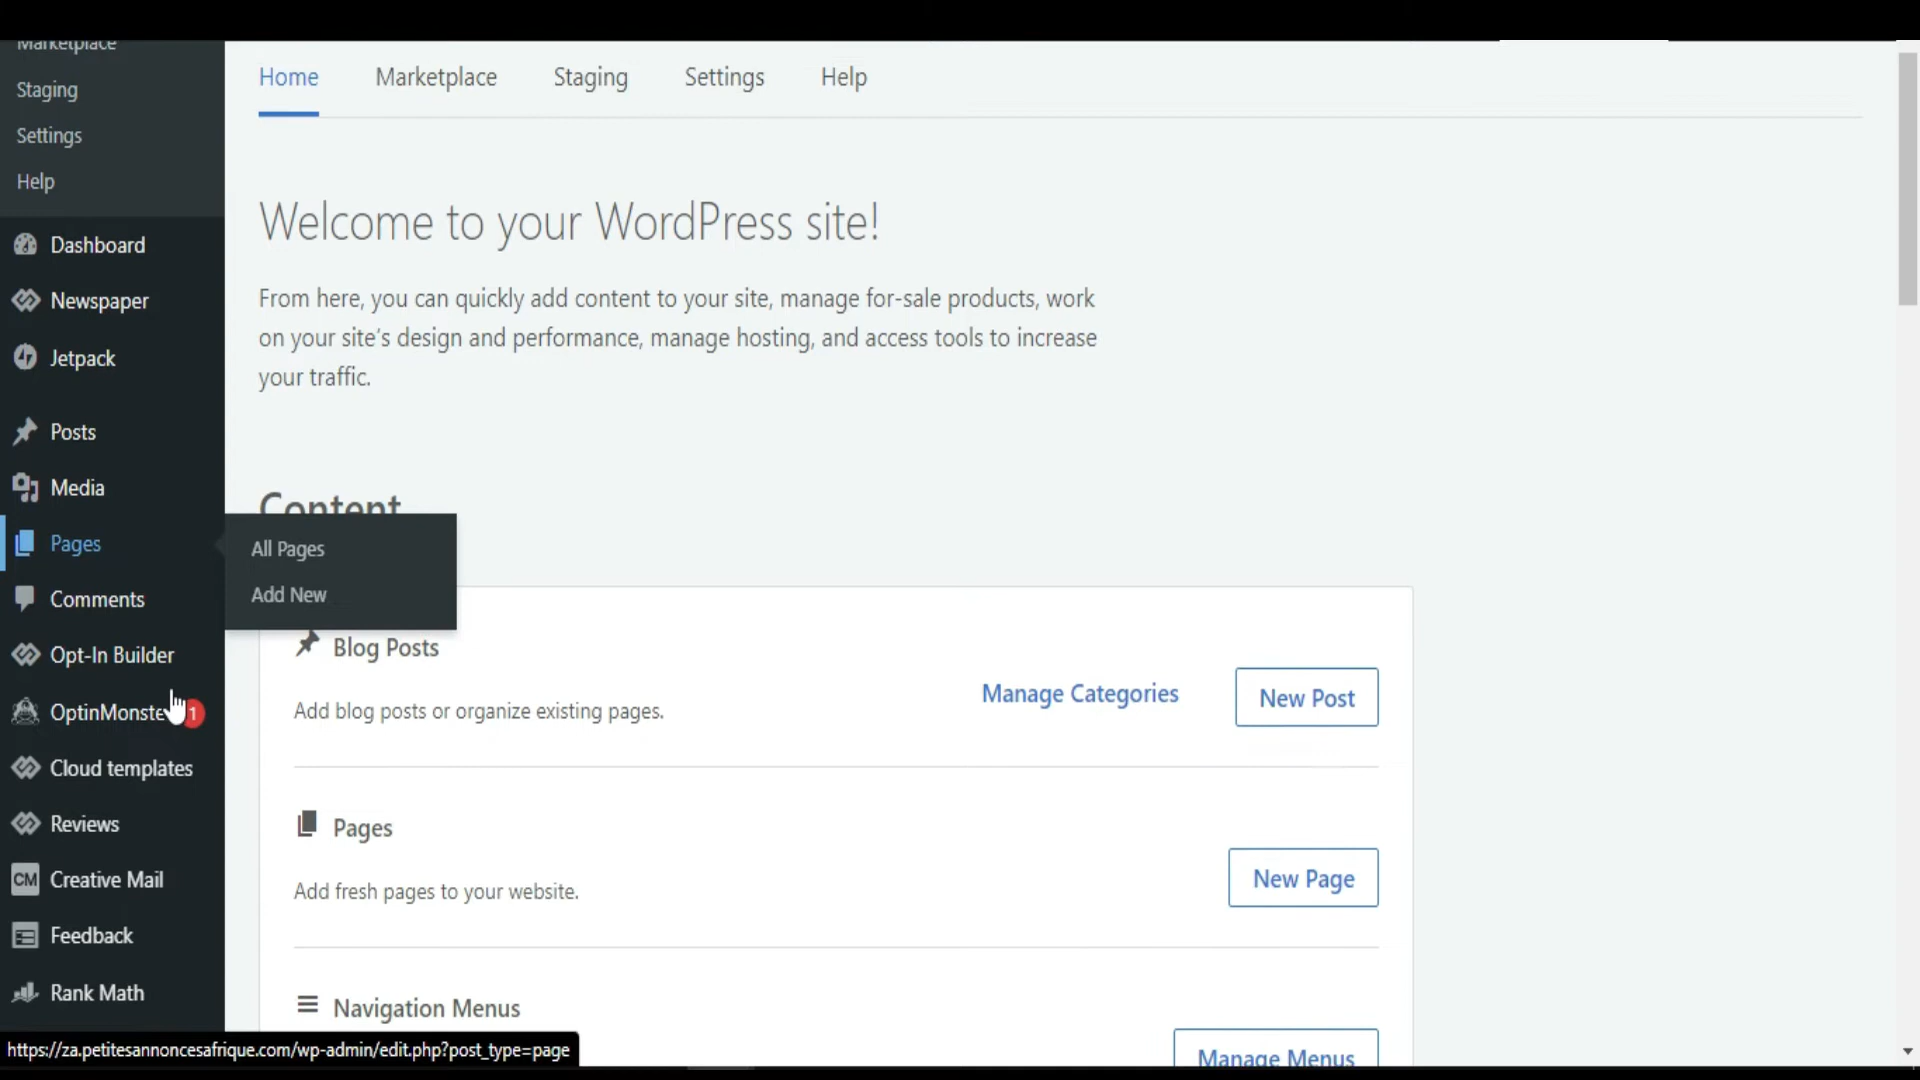 Marketplace
Staging
Settings
Help
Dashboard
Newspaper
Jetpack
Posts
Media
Pages
Comments
Opt-In Builder
OptinMonste 1
Cloud templates
Reviews
CM Creative Mail
Feedback
Rank Math
All Pages
Add New
Home Marketplace Staging Settings Help
Welcome to your WordPress site!
From here, you can quickly add content to your site, manage for-sale products, work
on your site's design and performance, manage hosting, and access tools to increase
your traffic.
Content
Blog Posts
Add blog posts or organize existing pages.
Manage Categories
New Post
Pages
Add fresh pages to your website.
New Page
Navigation Menus
Manage Menus
https://za.petitesannoncesafrique.com/wp-admin/edit.php?post_type=page